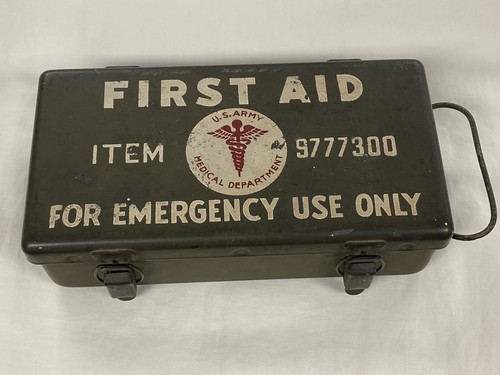 FIRST AID
U.S. ARMY
ITEM 9777300
MEDICAL DEPARTMENT
FOR EMERGENCY USE ONLY